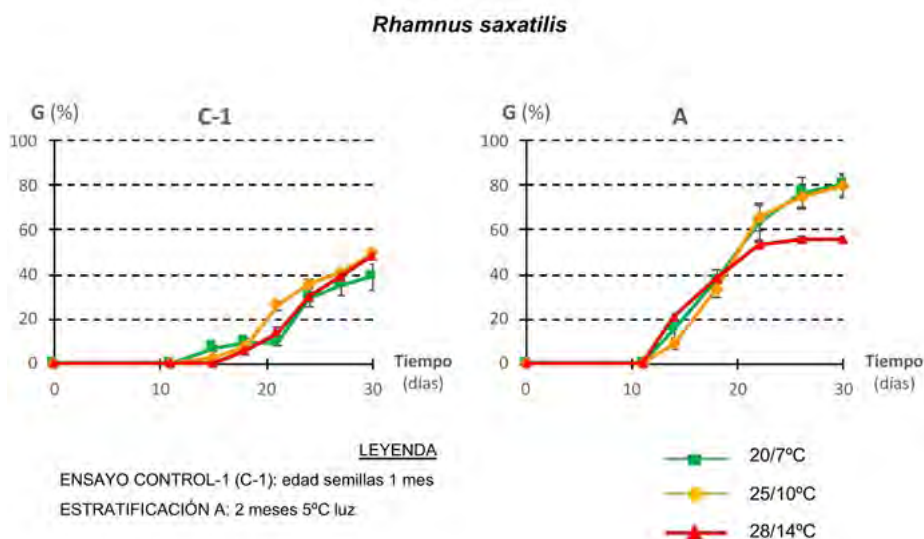 Rhamnus saxatilis
G (%)
C-1
100
80
60
40
20
0
0
10
20
30
Tiempo
(días)
G (%)
A
100
80
60
40
20
0
0
10
20
30
Tiempo
(días)
LEYENDA
ENSAYO CONTROL-1 (C-1): edad semillas 1 mes
ESTRATIFICACIÓN A: 2 meses 5ºC luz
20/7ºC
25/10ºC
28/14ºC